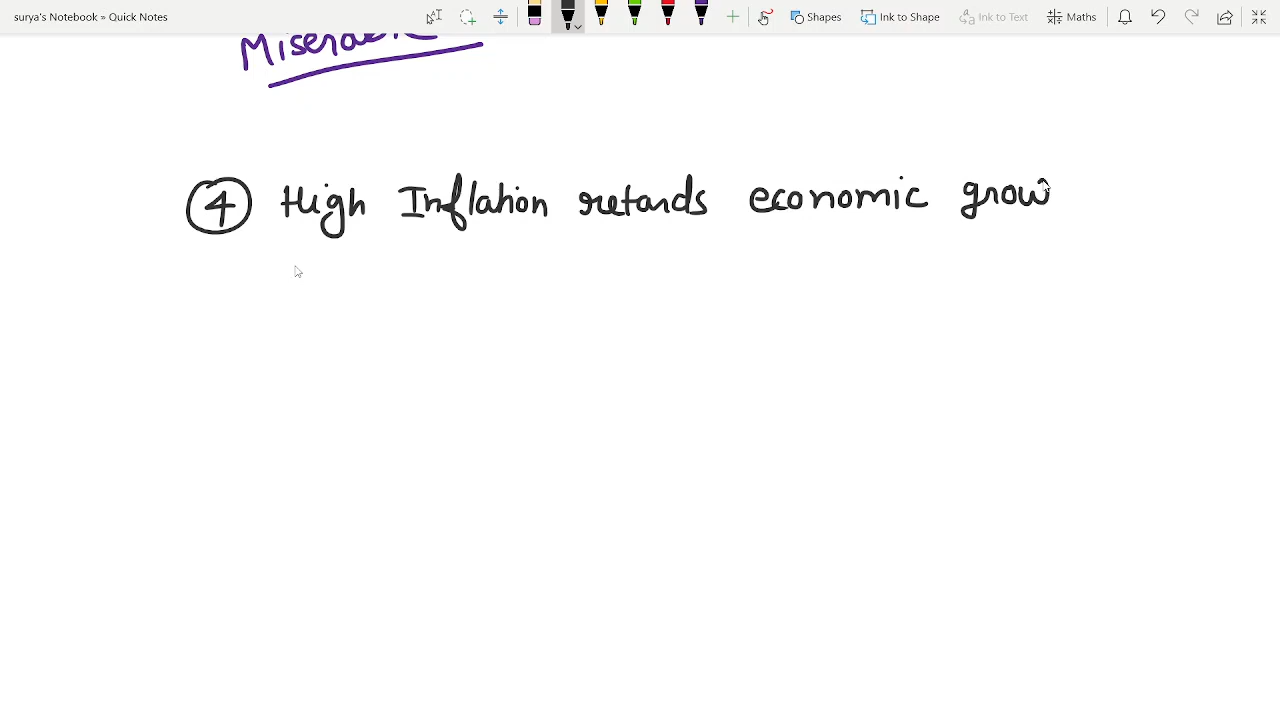 surya's Notebook » Quick Notes
Shapes
Ink to Shape
Ink to Text
Maths
④ High Inflation retards economic grow